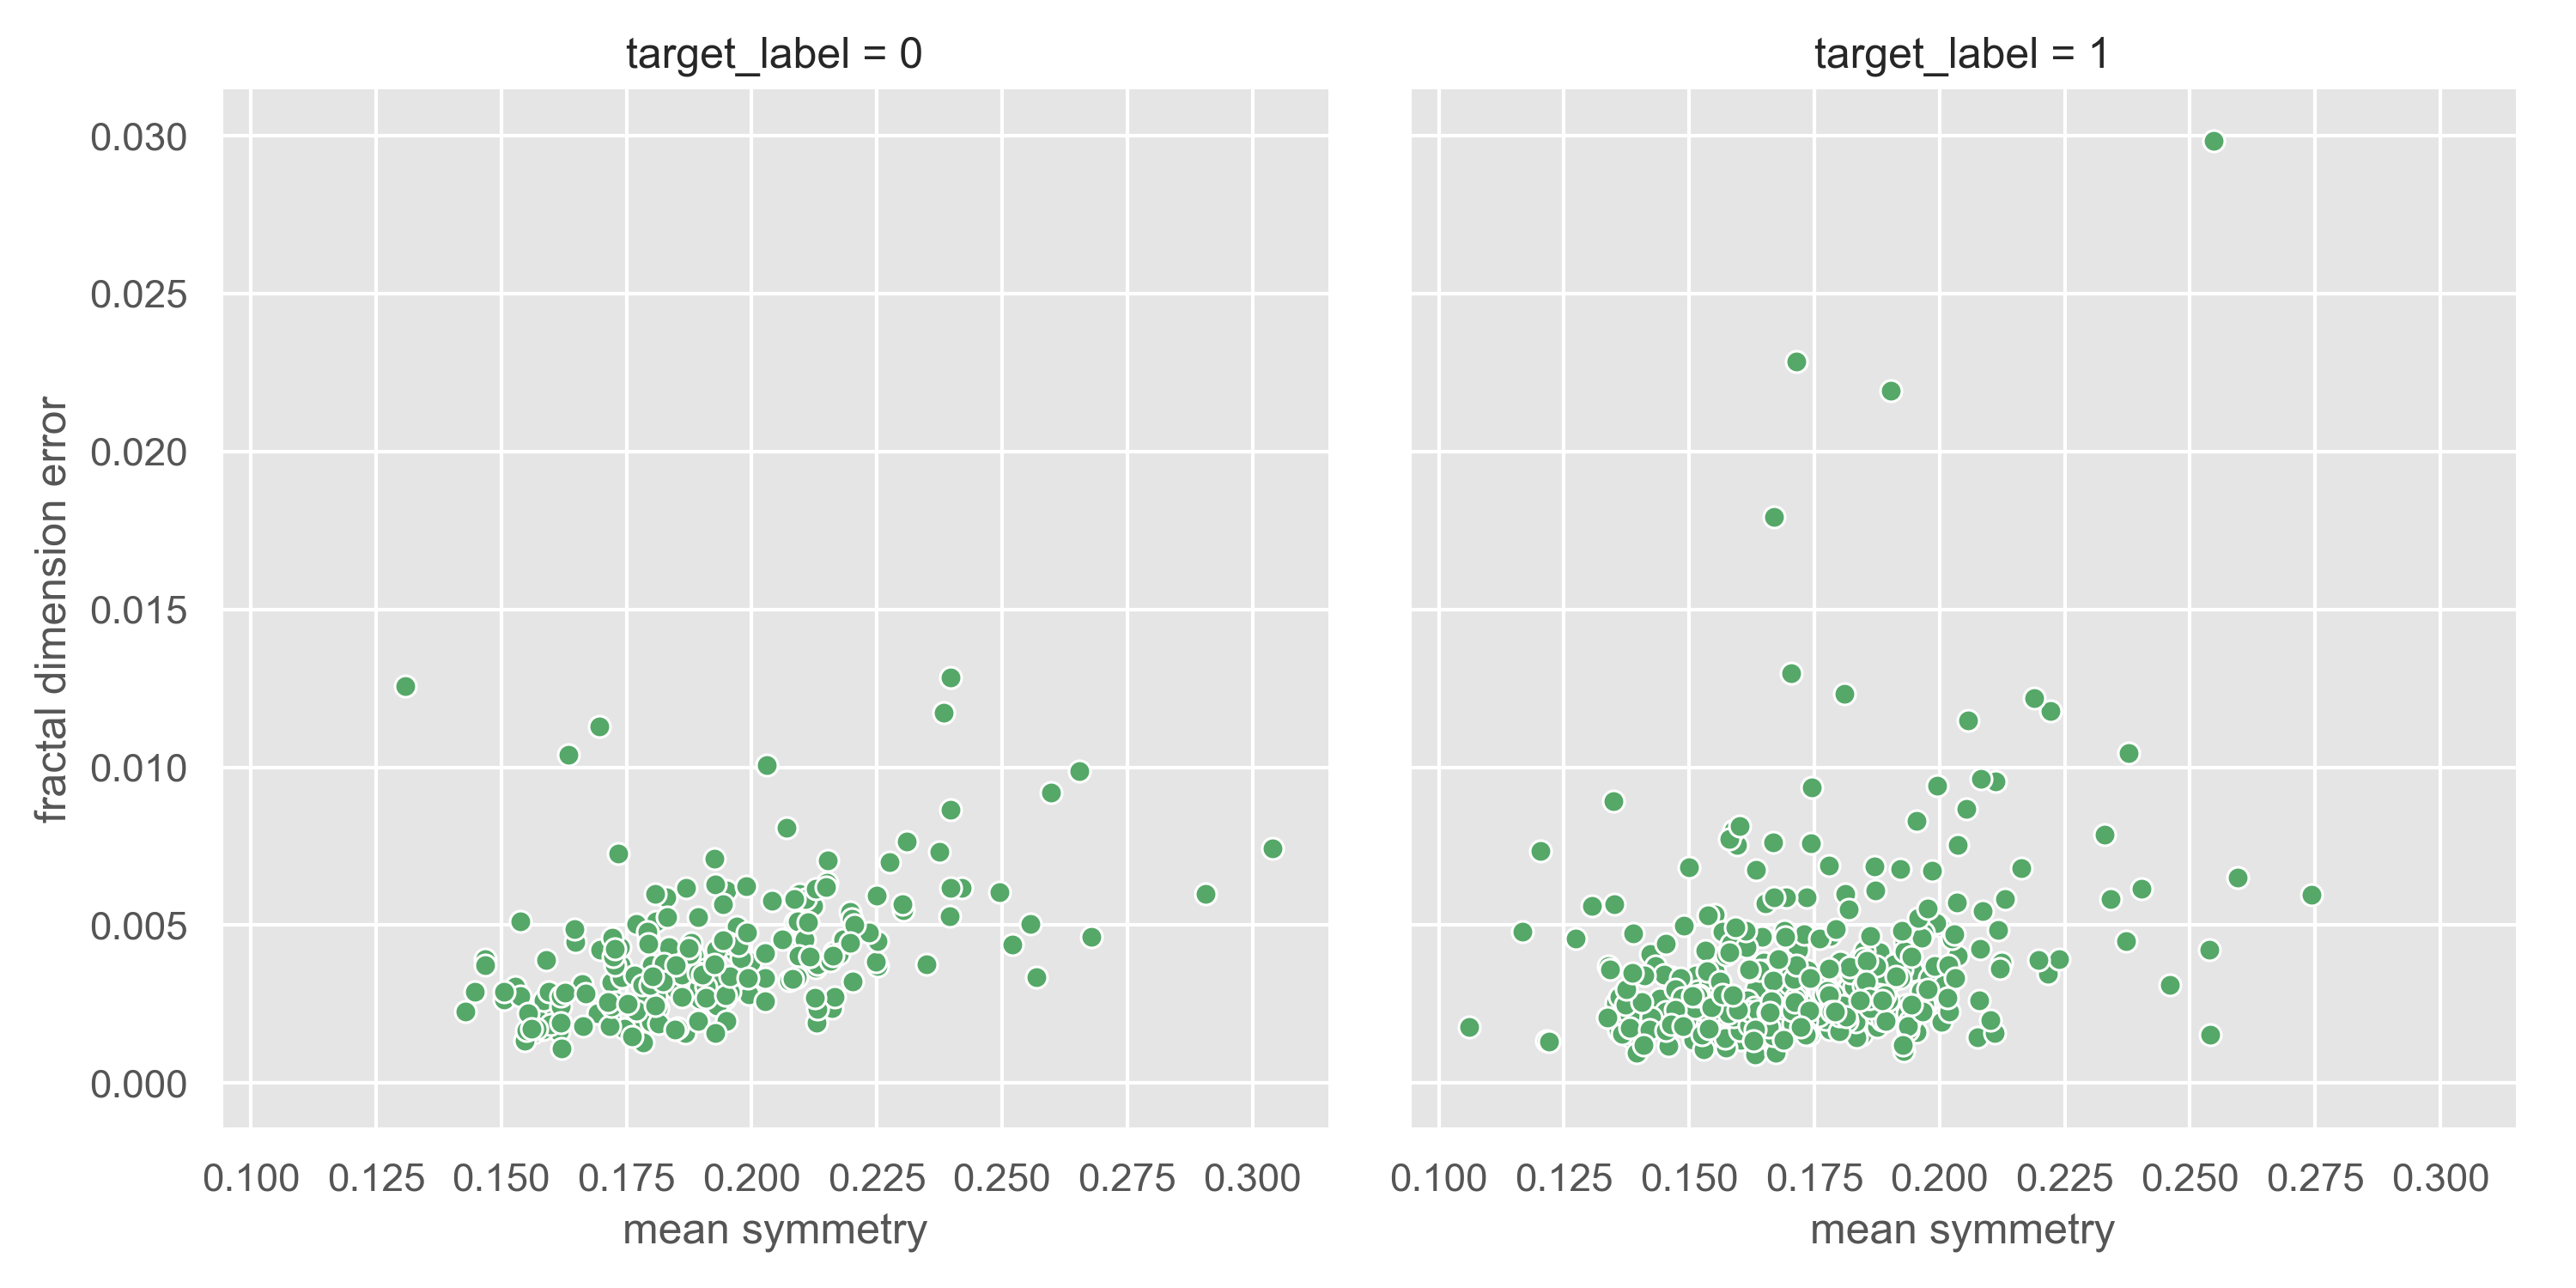 target_label = 0
target_label = 1
0.030
0.025
0.020
0.015
0.010
0.005
0.000
fractal dimension error
0.100 0.125 0.150 0.175 0.200 0.225 0.250 0.275 0.300
0.100 0.125 0.150 0.175 0.200 0.225 0.250 0.275 0.300
mean symmetry
mean symmetry